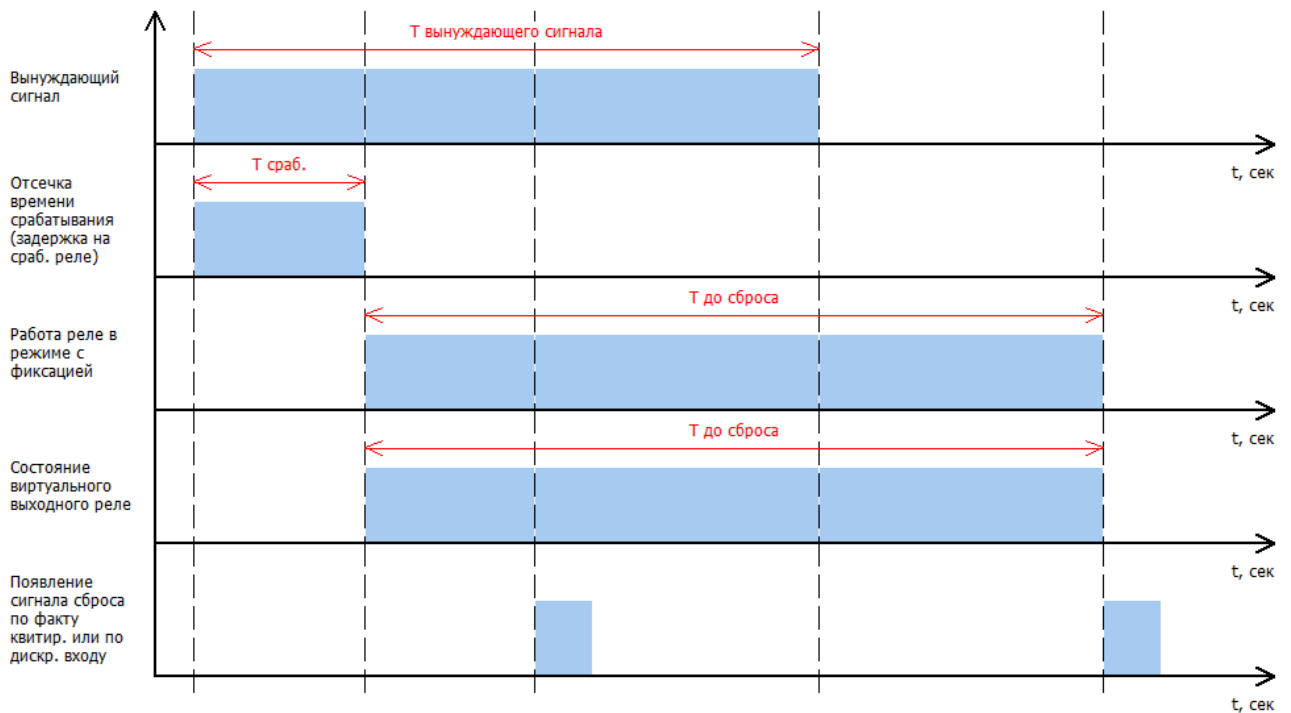 Т вынуждающего сигнала
Вынуждающий
сигнал
t, сек
Т сраб.
Отсечка
времени
срабатывания
(задержка на
сраб. реле)
t, сек
Т до сброса
Работа реле в
режиме с
фиксацией
t, сек
Т до сброса
Состояние
виртуального
выходного реле
t, сек
Появление
сигнала сброса
по факту
квитир. или по
дискр. входу
t, сек